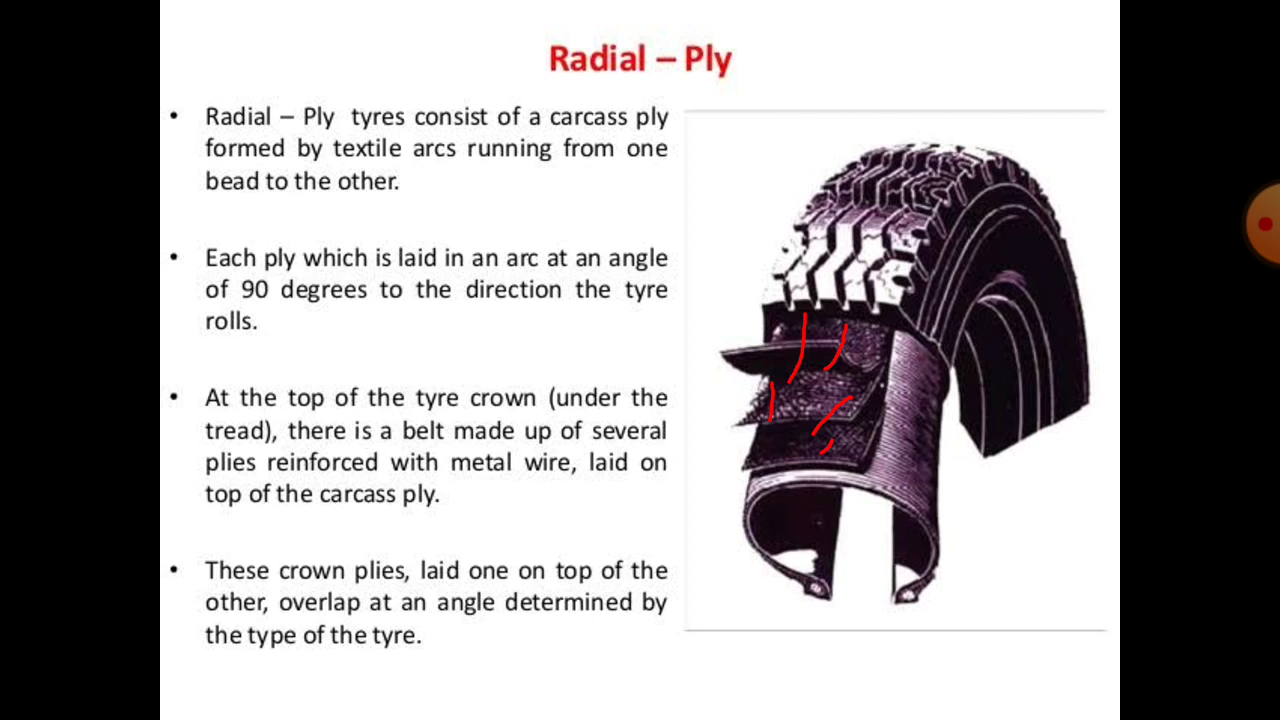 Radial – Ply
• Radial – Ply tyres consist of a carcass ply
formed by textile arcs running from one
bead to the other.
• Each ply which is laid in an arc at an angle
of 90 degrees to the direction the tyre
rolls.
• At the top of the tyre crown (under the
tread), there is a belt made up of several
plies reinforced with metal wire, laid on
top of the carcass ply.
• These crown plies, laid one on top of the
other, overlap at an angle determined by
the type of the tyre.